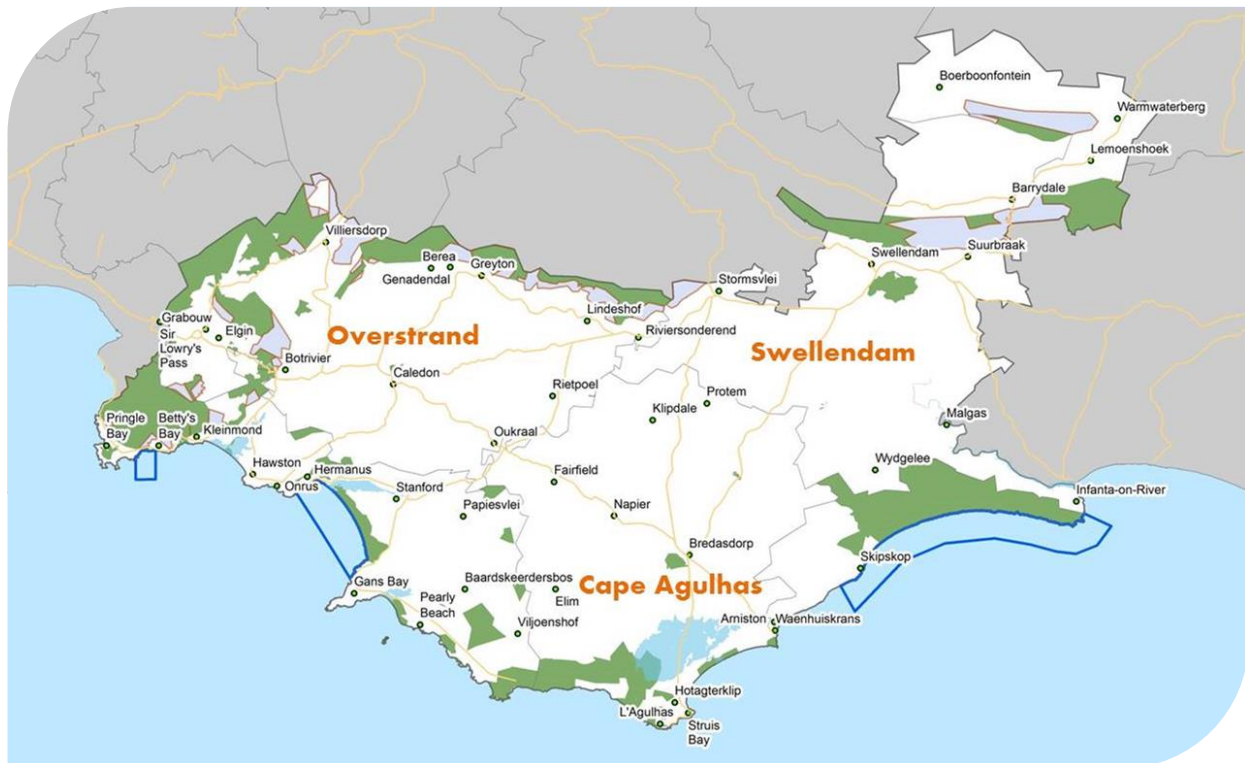 Boerboonfontein
Warmwaterberg
Lemoenshoek
Barrydale
Villiersdorp
Berea
Genadendal
Greyton
Swellendam
Suurbraak
Stormsvlei
Lindeshof
Grabouw
Sir
Lowry's
Pass
Elgin
Overstrand
Riviersonderend
Swellendam
Botrivier
Caledon
Rietpoel
Protem
Klipdale
Malgas
Pringle
Bay
Betty's
Bay
Kleinmond
Oukraal
Hawston
Hermanus
Onrus
Stanford
Fairfield
Wydgelee
Infanta-on-River
Papiesvlei
Napier
Bredasdorp
Skipskop
Gans Bay
Baardskeerdersbos
Elim
Cape Agulhas
Pearly
Beach
Viljoenshof
Arniston
Waenhuiskrans
Hotagterklip
L'Agulhas
Struis
Bay